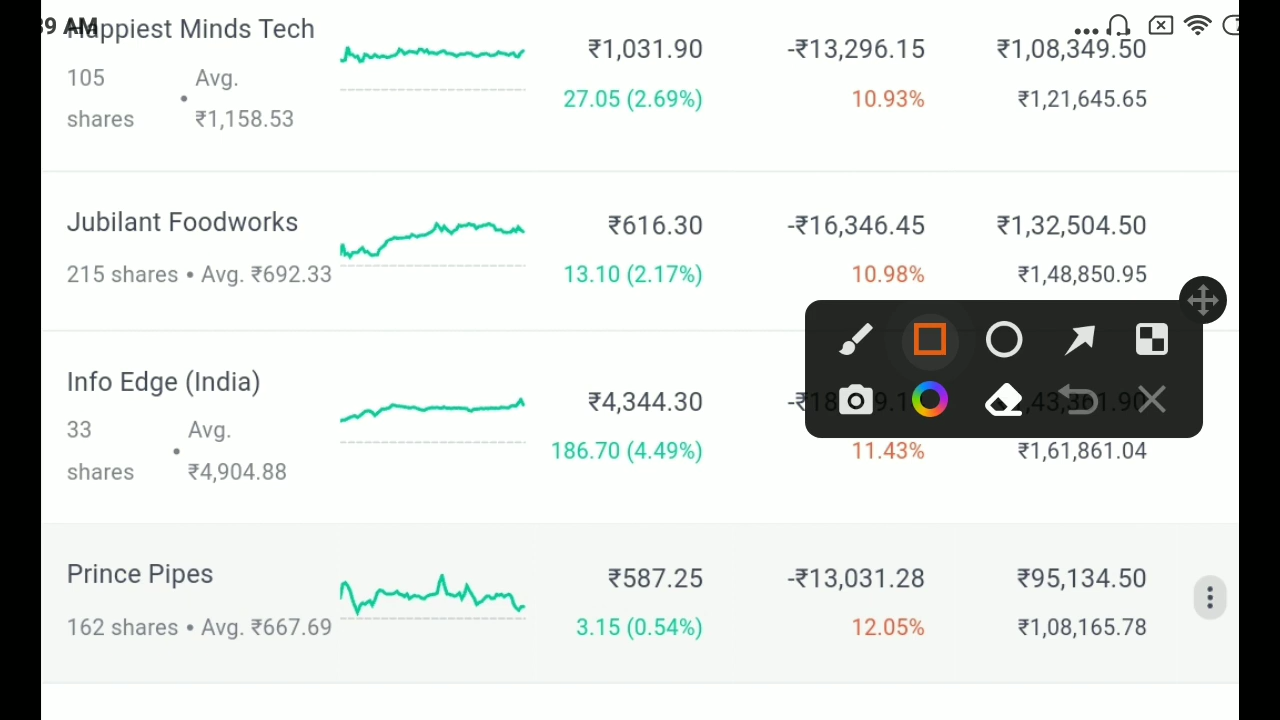 39 AM
Happiest Minds Tech ₹1,031.90 -₹13,296.15 ₹1,08,349.50
105 shares • Avg. ₹1,158.53 27.05 (2.69%) 10.93% ₹1,21,645.65
Jubilant Foodworks ₹616.30 -₹16,346.45 ₹1,32,504.50
215 shares • Avg. ₹692.33 13.10 (2.17%) 10.98% ₹1,48,850.95
Info Edge (India) ₹4,344.30
33 shares • Avg. ₹4,904.88 186.70 (4.49%) 11.43% ₹1,61,861.04
Prince Pipes ₹587.25 -₹13,031.28 ₹95,134.50
162 shares • Avg. ₹667.69 3.15 (0.54%) 12.05% ₹1,08,165.78